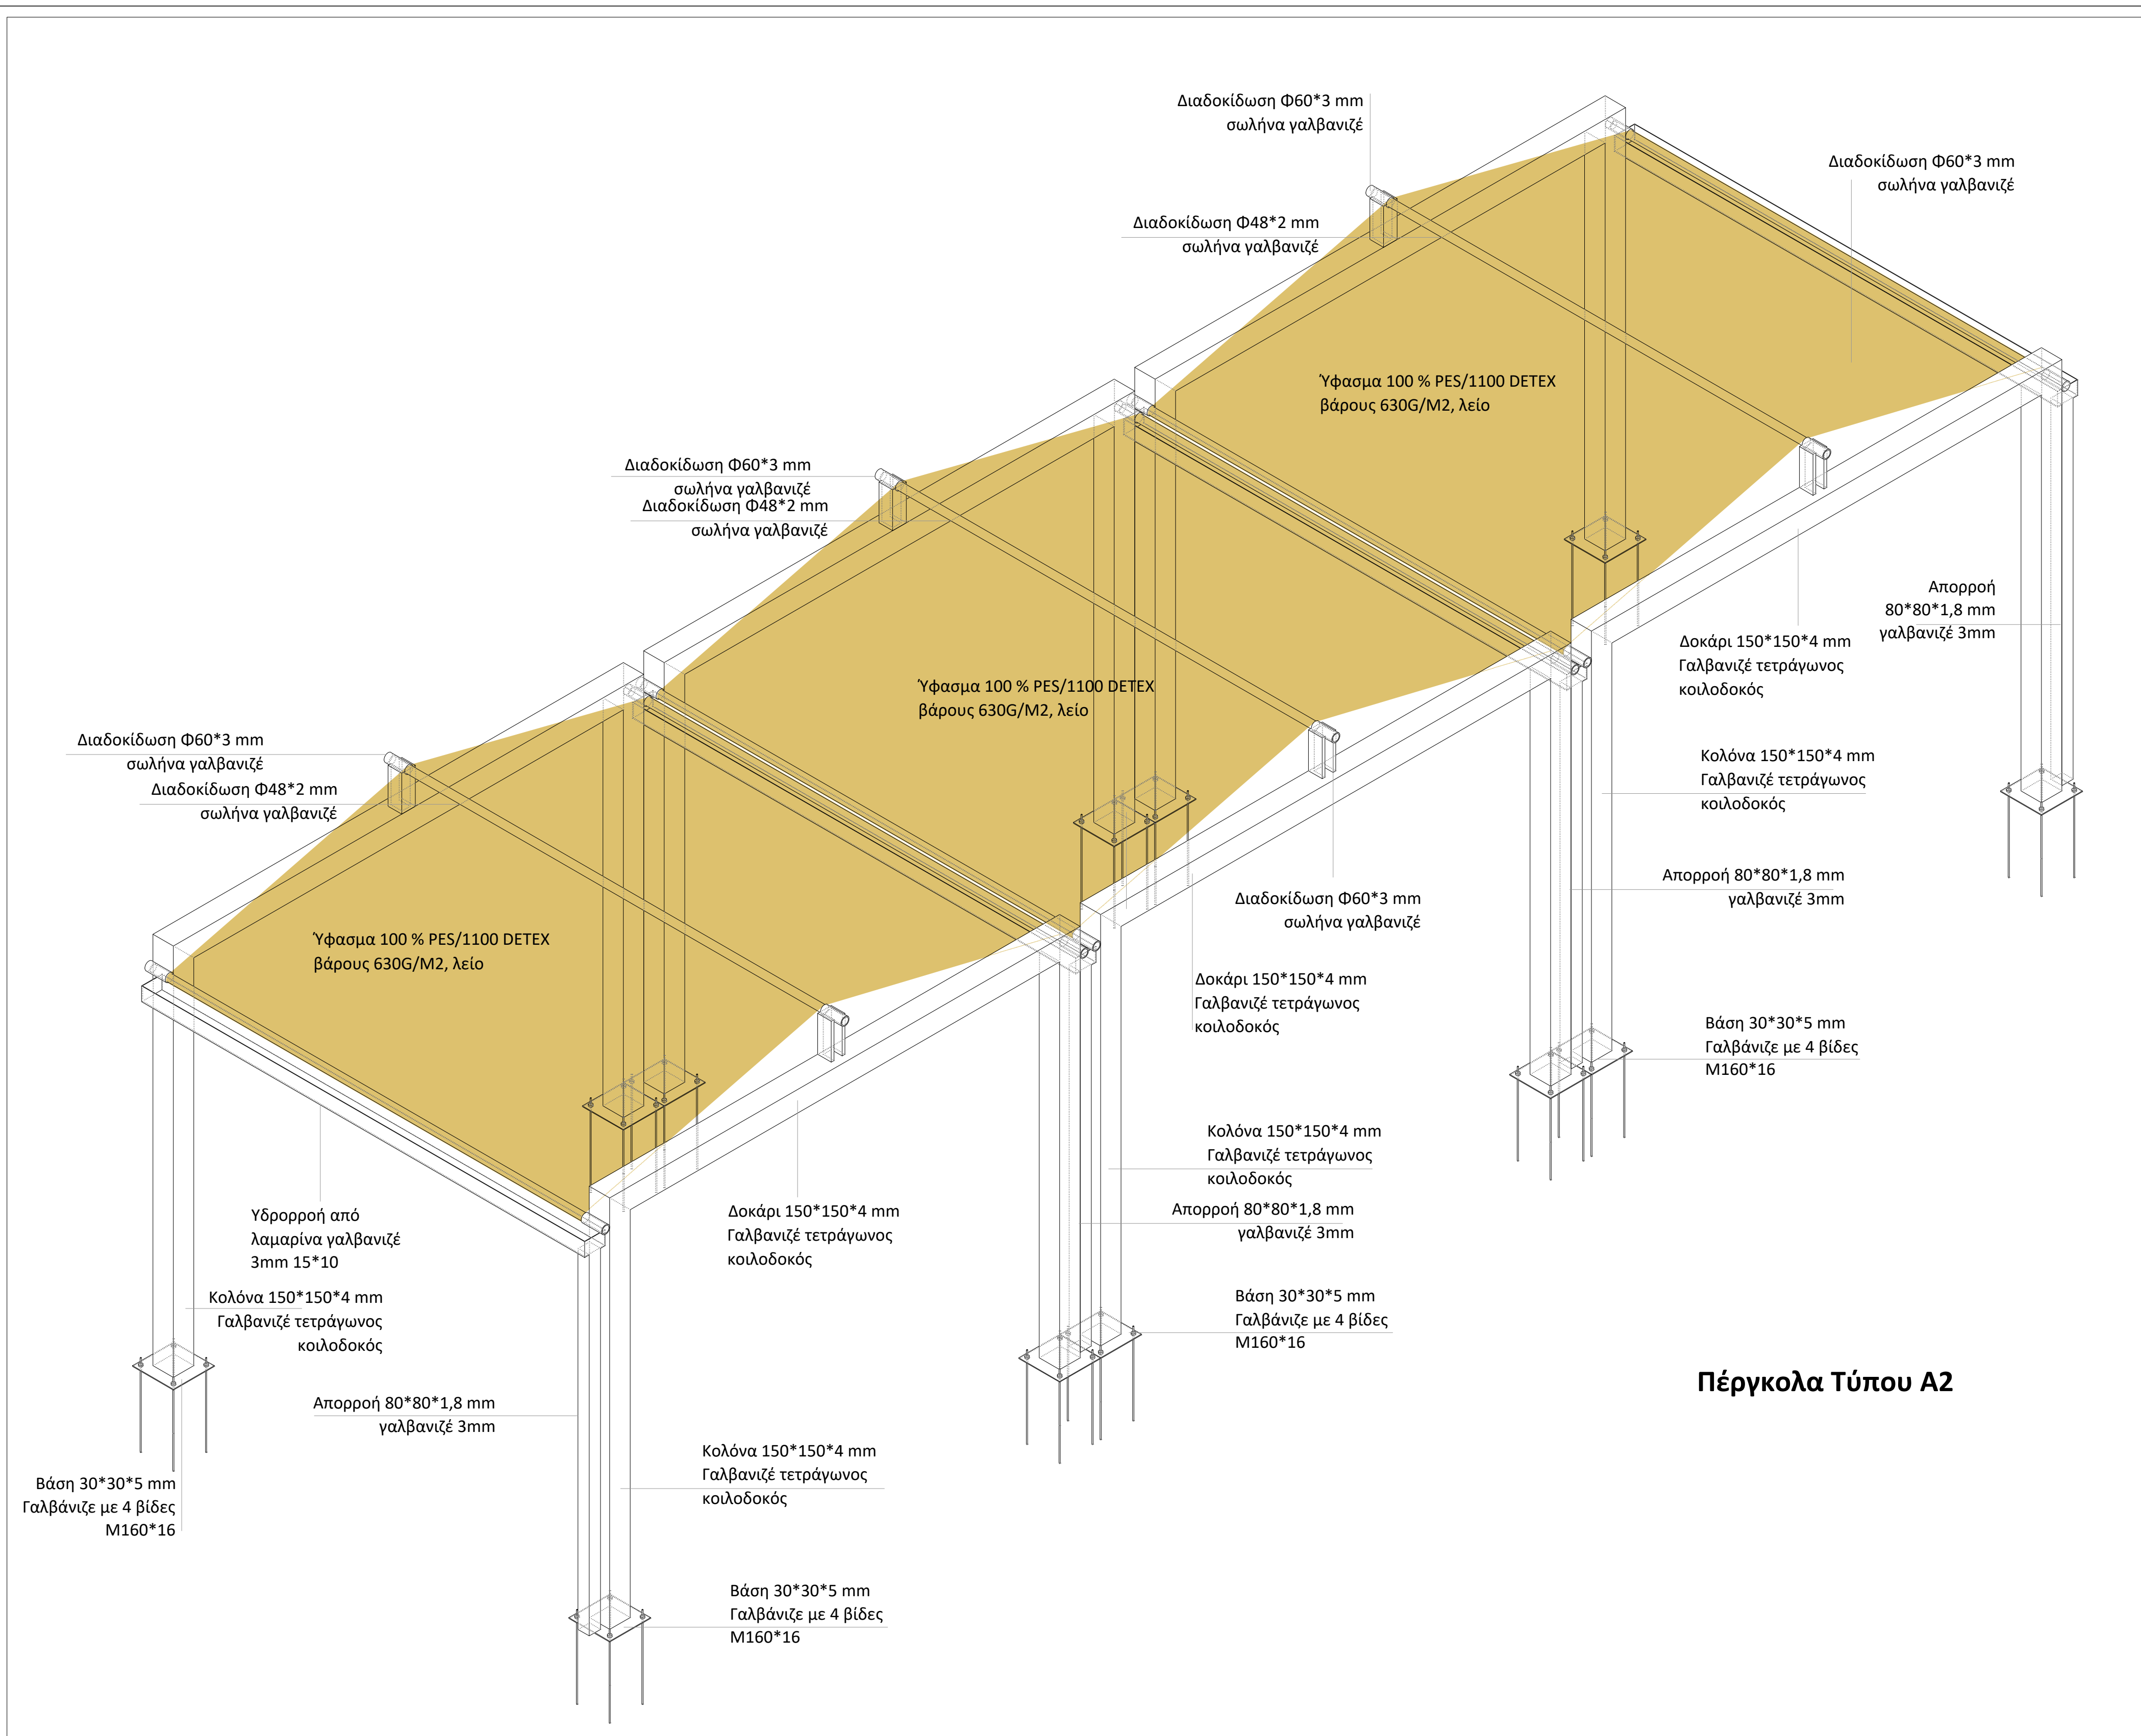 Διαδοκίδωση Φ60*3 mm
σωλήνα γαλβανιζέ
Διαδοκίδωση Φ60*3 mm
σωλήνα γαλβανιζέ
Διαδοκίδωση Φ48*2 mm
σωλήνα γαλβανιζέ
Ύφασμα 100 % PES/1100 DETEX
βάρους 630G/M2, λείο
Διαδοκίδωση Φ60*3 mm
σωλήνα γαλβανιζέ
Διαδοκίδωση Φ48*2 mm
σωλήνα γαλβανιζέ
Απορροή
80*80*1,8 mm
γαλβανιζέ 3mm
Δοκάρι 150*150*4 mm
Γαλβανιζέ τετράγωνος
κοιλοδοκός
Ύφασμα 100 % PES/1100 DETEX
βάρους 630G/M2, λείο
Διαδοκίδωση Φ60*3 mm
σωλήνα γαλβανιζέ
Διαδοκίδωση Φ48*2 mm
σωλήνα γαλβανιζέ
Κολόνα 150*150*4 mm
Γαλβανιζέ τετράγωνος
κοιλοδοκός
Απορροή 80*80*1,8 mm
γαλβανιζέ 3mm
Διαδοκίδωση Φ60*3 mm
σωλήνα γαλβανιζέ
Ύφασμα 100 % PES/1100 DETEX
βάρους 630G/M2, λείο
Δοκάρι 150*150*4 mm
Γαλβανιζέ τετράγωνος
κοιλοδοκός
Βάση 30*30*5 mm
Γαλβάνιζε με 4 βίδες
Μ160*16
Κολόνα 150*150*4 mm
Γαλβανιζέ τετράγωνος
κοιλοδοκός
Απορροή 80*80*1,8 mm
γαλβανιζέ 3mm
Υδρορροή από
λαμαρίνα γαλβανιζέ
3mm 15*10
Δοκάρι 150*150*4 mm
Γαλβανιζέ τετράγωνος
κοιλοδοκός
Κολόνα 150*150*4 mm
Γαλβανιζέ τετράγωνος
κοιλοδοκός
Βάση 30*30*5 mm
Γαλβάνιζε με 4 βίδες
Μ160*16
Πέργκολα Τύπου Α2
Απορροή 80*80*1,8 mm
γαλβανιζέ 3mm
Κολόνα 150*150*4 mm
Γαλβανιζέ τετράγωνος
κοιλοδοκός
Βάση 30*30*5 mm
Γαλβάνιζε με 4 βίδες
Μ160*16
Βάση 30*30*5 mm
Γαλβάνιζε με 4 βίδες
Μ160*16